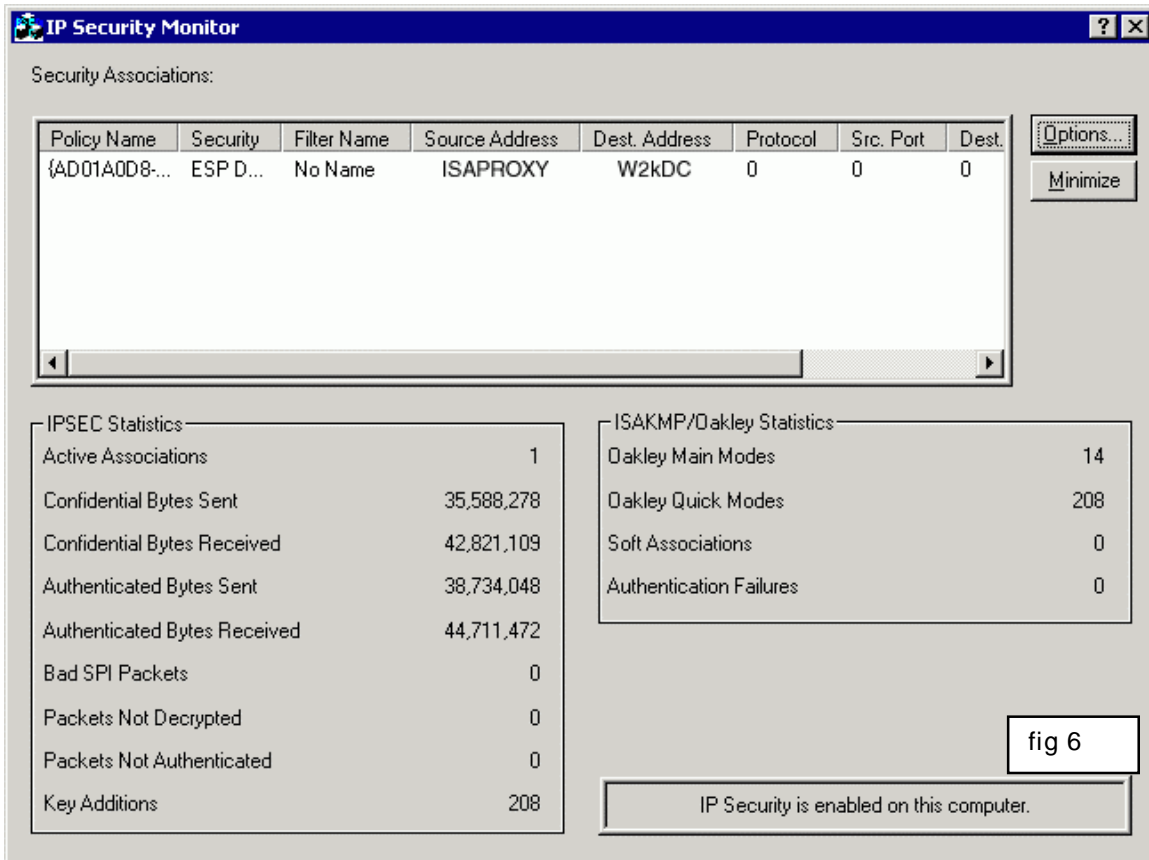 IP Security Monitor
Security Associations:
Policy Name Security Filter Name Source Address Dest. Address Protocol Src. Port Dest.
{AD01A0D8-... ESP D... No Name ISAPROXY W2kDC 0 0 0
Options...
Minimize
IPSEC Statistics
Active Associations 1
Confidential Bytes Sent 35,588,278
Confidential Bytes Received 42,821,109
Authenticated Bytes Sent 38,734,048
Authenticated Bytes Received 44,711,472
Bad SPI Packets 0
Packets Not Decrypted 0
Packets Not Authenticated 0
Key Additions 208
ISAKMP/Oakley Statistics
Oakley Main Modes 14
Oakley Quick Modes 208
Soft Associations 0
Authentication Failures 0
fig 6
IP Security is enabled on this computer.